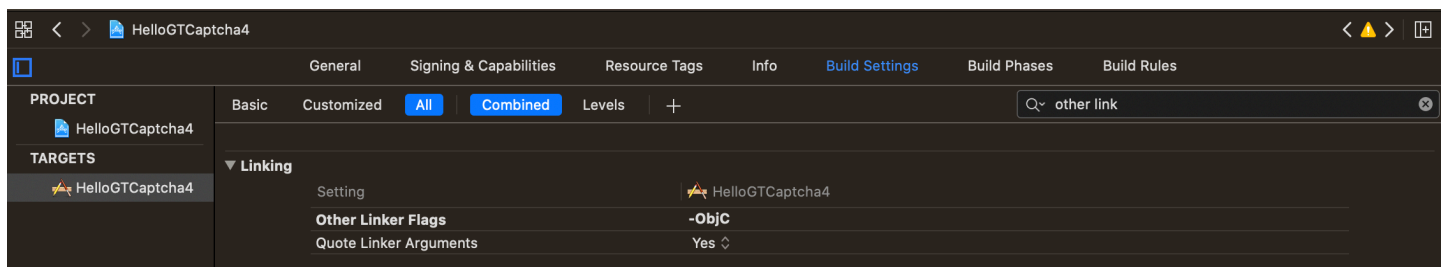 HelloGTCaptcha4
General Signing & Capabilities Resource Tags Info Build Settings Build Phases Build Rules
PROJECT
HelloGTCaptcha4
TARGETS
HelloGTCaptcha4
Basic Customized All Combined Levels + other link
Linking
Setting HelloGTCaptcha4
Other Linker Flags -ObjC
Quote Linker Arguments Yes